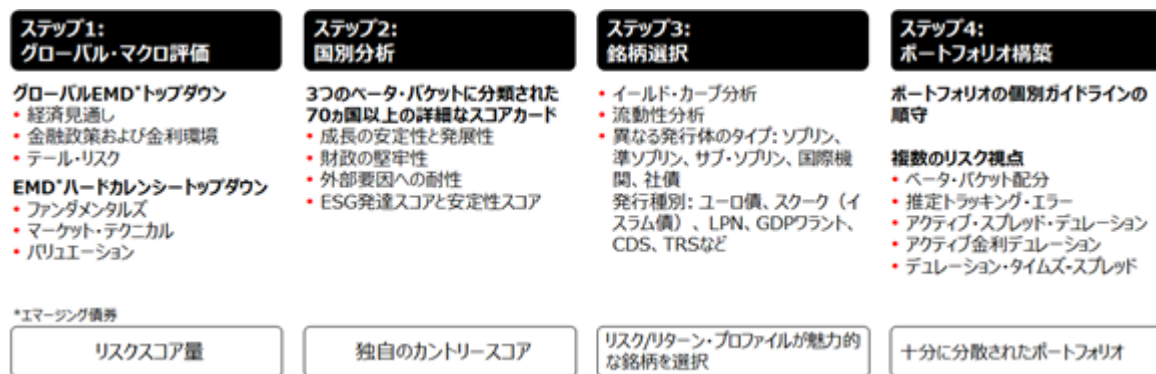 ステップ1:
グローバル・マクロ評価
グローバルEMD*トップダウン
• 経済見通し
• 金融政策および金利環境
• テール・リスク
EMD*ハードカレンシートップダウン
• ファンダメンタルズ
• マーケット・テクニカル
• バリュエーション
*エマージング債券
リスクスコア量
ステップ2:
国別分析
3つのベータ・バケットに分類された
70ヵ国以上の詳細なスコアカード
• 成長の安定性と発展性
• 財政の堅牢性
• 外部要因への耐性
• ESG発達スコアと安定性スコア
独自のカントリースコア
ステップ3:
銘柄選択
• イールド・カーブ分析
• 流動性分析
• 異なる発行体のタイプ: ソブリン、
準ソブリン、サブ・ソブリン、国際機
関、社債
発行種別: ユーロ債、スクーク（イ
スラム債）、LPN、GDPワラント、
CDS、TRSなど
リスク/リターン・プロファイルが魅力的
な銘柄を選択
ステップ4:
ポートフォリオ構築
ポートフォリオの個別ガイドラインの
順守
複数のリスク視点
• ベータ・バケット配分
• 推定トラッキング・エラー
• アクティブ・スプレッド・デュレーション
• アクティブ金利デュレーション
• デュレーション・タイムズ・スプレッド
十分に分散されたポートフォリオ